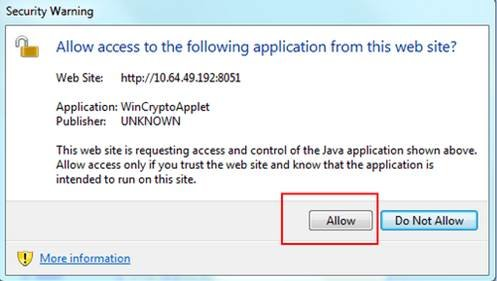 Security Warning
Allow access to the following application from this web site?
Web Site: http://10.64.49.192:8051
Application: WinCryptoApplet
Publisher: UNKNOWN
This web site is requesting access and control of the Java application shown above.
Allow access only if you trust the web site and know that the application is
intended to run on this site.
Allow
Do Not Allow
More information